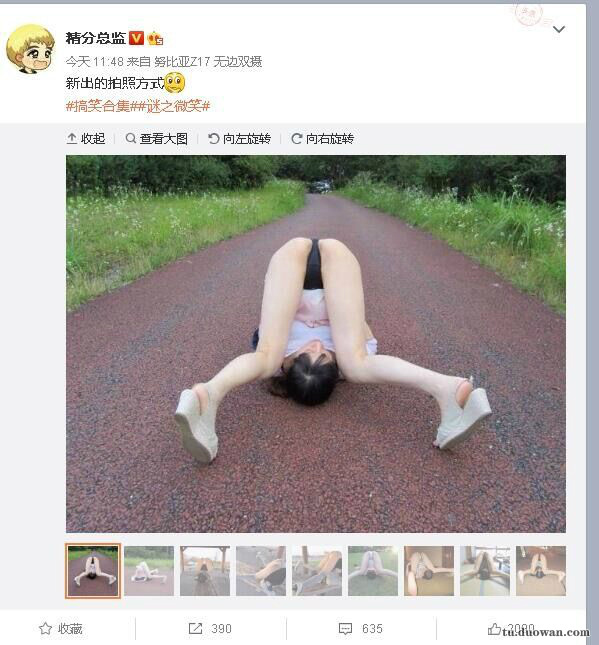 精分总监
今天 11:48 来自 努比亚Z17 无边双摄
新出的拍照方式
#搞笑合集##谜之微笑#
收起
查看大图
向左旋转
向右旋转
收藏
390
635
tu.duowan.com